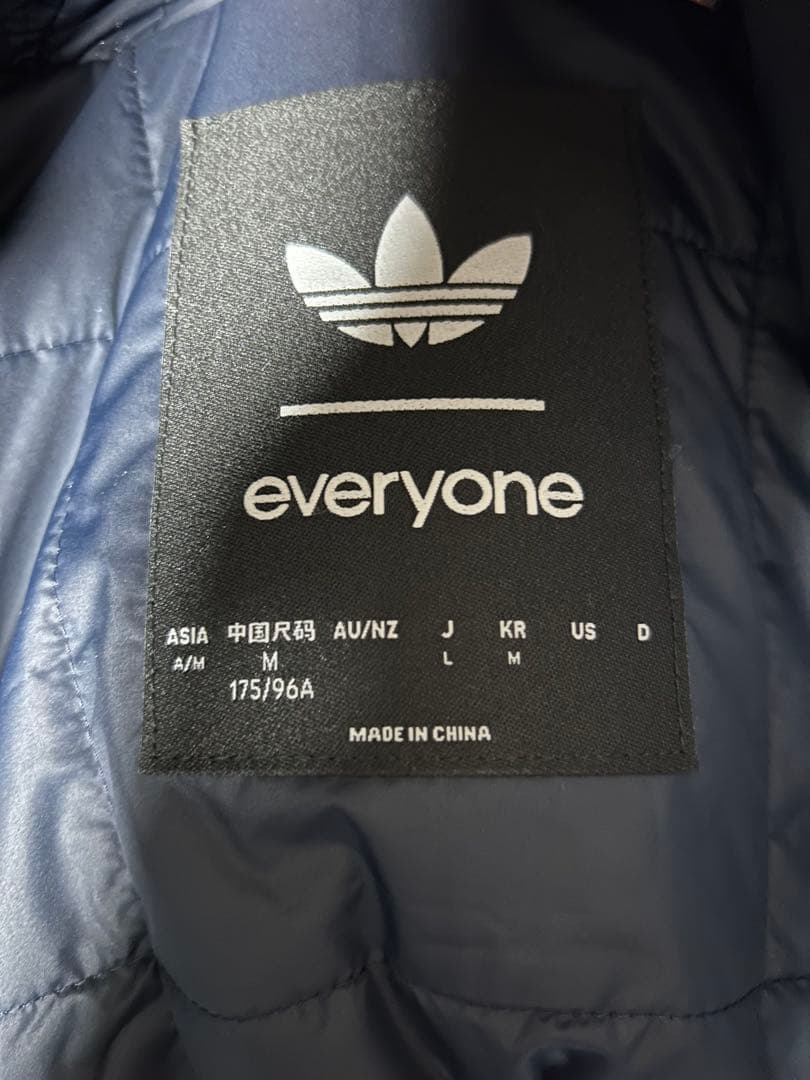 everyone
ASIA 中国尺码 AU/NZ J KR US D
A/M M L M
175/96A
MADE IN CHINA